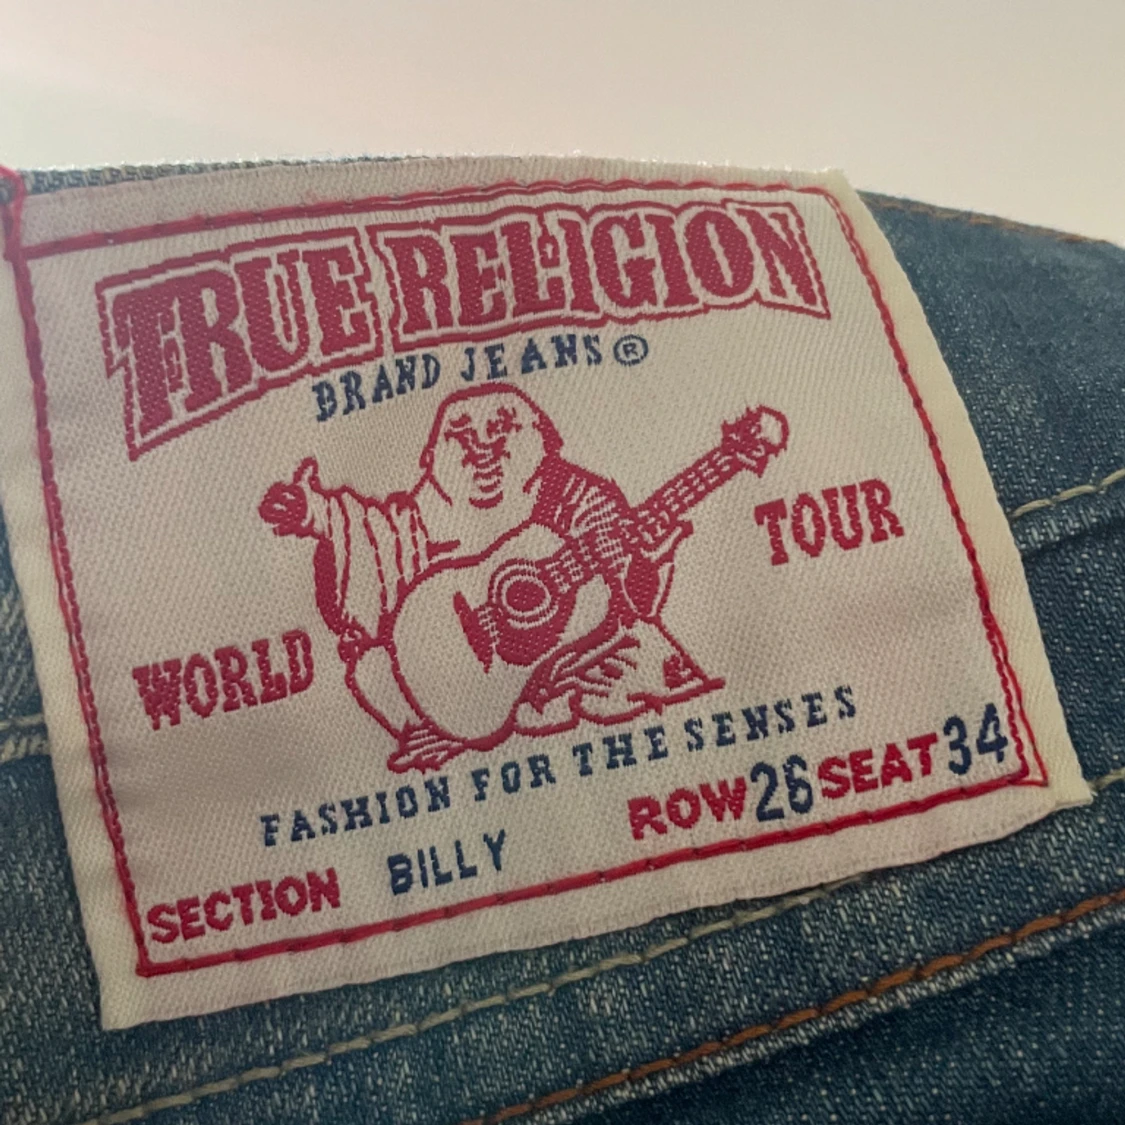 TRUE RELIGION
BRAND JEANS®
WORLD TOUR
FASHION FOR THE SENSES
SECTION BILLY ROW 26 SEAT 34